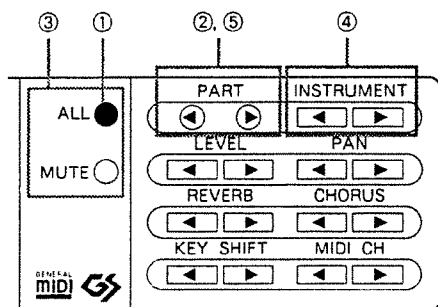 ③ ① ②, ⑤ ④
PART INSTRUMENT
ALL
LEVEL PAN
MUTE
REVERB CHORUS
KEY SHIFT MIDI CH
GENERAL
MIDI GS